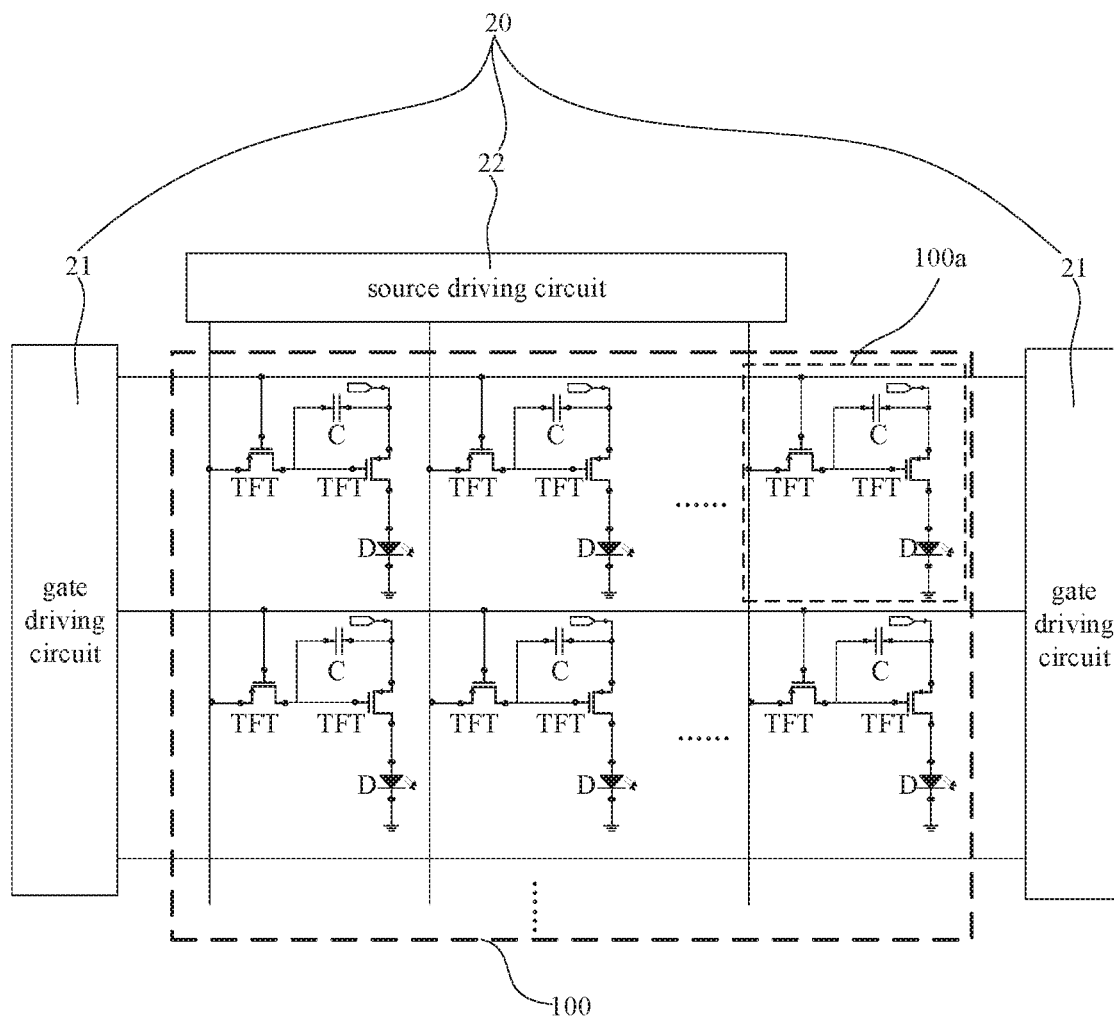 20
22
21
100a
21
source driving circuit
C
C
C
TFT TFT
TFT TFT
TFT TFT
......
D
D
D
gate
driving
circuit
gate
driving
circuit
C
C
C
TFT TFT
TFT TFT
TFT TFT
......
D
D
D
......
100